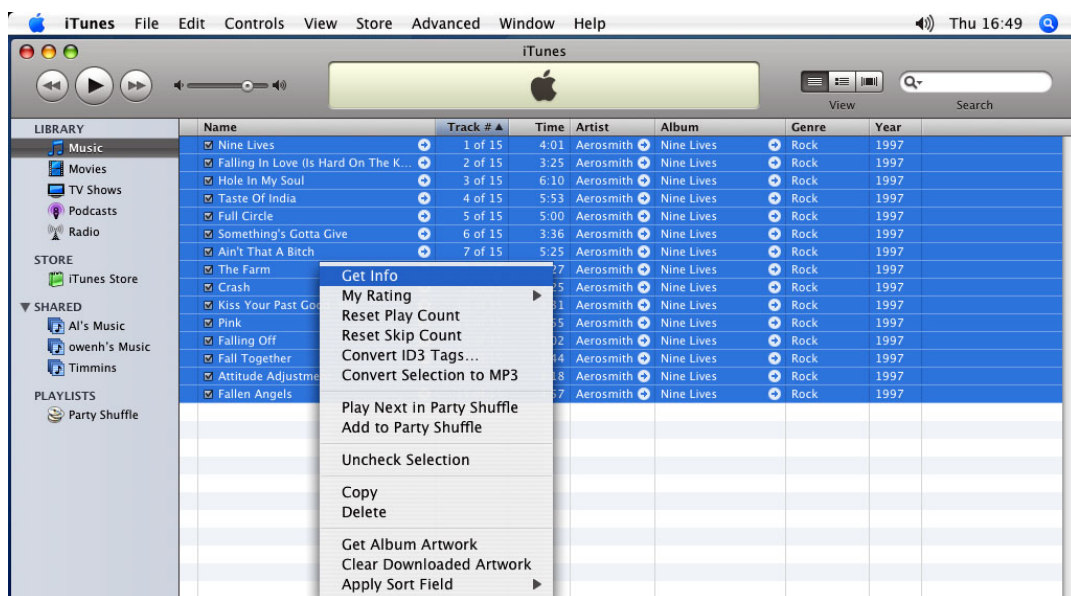 iTunes File Edit Controls View Store Advanced Window Help Thu 16:49
iTunes
View Search
LIBRARY
Music
Movies
TV Shows
Podcasts
Radio
STORE
iTunes Store
SHARED
Al's Music
owenh's Music
Timmins
PLAYLISTS
Party Shuffle
Name Track # Time Artist Album Genre Year
Nine Lives 1 of 15 4:01 Aerosmith Nine Lives Rock 1997
Falling In Love (Is Hard On The K... 2 of 15 3:25 Aerosmith Nine Lives Rock 1997
Hole In My Soul 3 of 15 6:10 Aerosmith Nine Lives Rock 1997
Taste Of India 4 of 15 5:53 Aerosmith Nine Lives Rock 1997
Full Circle 5 of 15 5:00 Aerosmith Nine Lives Rock 1997
Something's Gotta Give 6 of 15 3:36 Aerosmith Nine Lives Rock 1997
Ain't That A Bitch 7 of 15 5:25 Aerosmith Nine Lives Rock 1997
The Farm 27 Aerosmith Nine Lives Rock 1997
Crash 25 Aerosmith Nine Lives Rock 1997
Kiss Your Past Goo 31 Aerosmith Nine Lives Rock 1997
Pink 55 Aerosmith Nine Lives Rock 1997
Falling Off 02 Aerosmith Nine Lives Rock 1997
Fall Together 44 Aerosmith Nine Lives Rock 1997
Attitude Adjustme 18 Aerosmith Nine Lives Rock 1997
Fallen Angels 57 Aerosmith Nine Lives Rock 1997
Get Info
My Rating
Reset Play Count
Reset Skip Count
Convert ID3 Tags...
Convert Selection to MP3
Play Next in Party Shuffle
Add to Party Shuffle
Uncheck Selection
Copy
Delete
Get Album Artwork
Clear Downloaded Artwork
Apply Sort Field